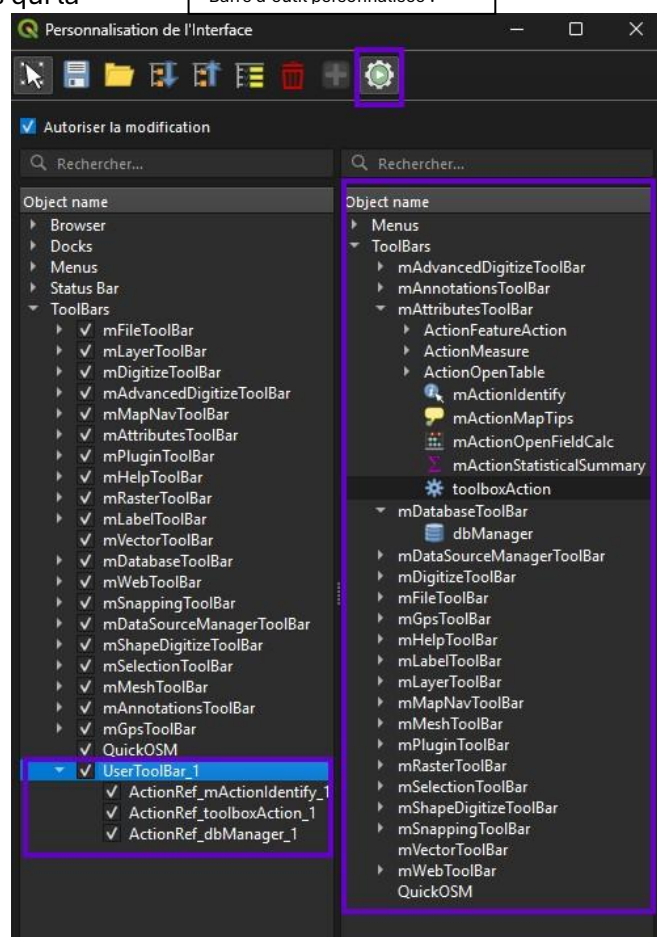 Personnalisation de l'Interface
Autoriser la modification
Rechercher...
Object name
Browser
Docks
Menus
Status Bar
ToolBars
mFileToolBar
mLayerToolBar
mDigitizeToolBar
mAdvancedDigitizeToolBar
mMapNavToolBar
mAttributesToolBar
mPluginToolBar
mHelpToolBar
mRasterToolBar
mLabelToolBar
mVectorToolBar
mDatabaseToolBar
mWebToolBar
mSnappingToolBar
mDataSourceManagerToolBar
mShapeDigitizeToolBar
mSelectionToolBar
mMeshToolBar
mAnnotationsToolBar
mGpsToolBar
QuickOSM
UserToolBar_1
ActionRef_mActionIdentify_1
ActionRef_toolboxAction_1
ActionRef_dbManager_1
Rechercher...
Object name
Menus
ToolBars
mAdvancedDigitizeToolBar
mAnnotationsToolBar
mAttributesToolBar
ActionFeatureAction
ActionMeasure
ActionOpenTable
mActionIdentify
mActionMapTips
mActionOpenFieldCalc
mActionStatisticalSummary
toolboxAction
mDatabaseToolBar
dbManager
mDataSourceManagerToolBar
mDigitizeToolBar
mFileToolBar
mGpsToolBar
mHelpToolBar
mLabelToolBar
mLayerToolBar
mMapNavToolBar
mMeshToolBar
mPluginToolBar
mRasterToolBar
mSelectionToolBar
mShapeDigitizeToolBar
mSnappingToolBar
mVectorToolBar
mWebToolBar
QuickOSM